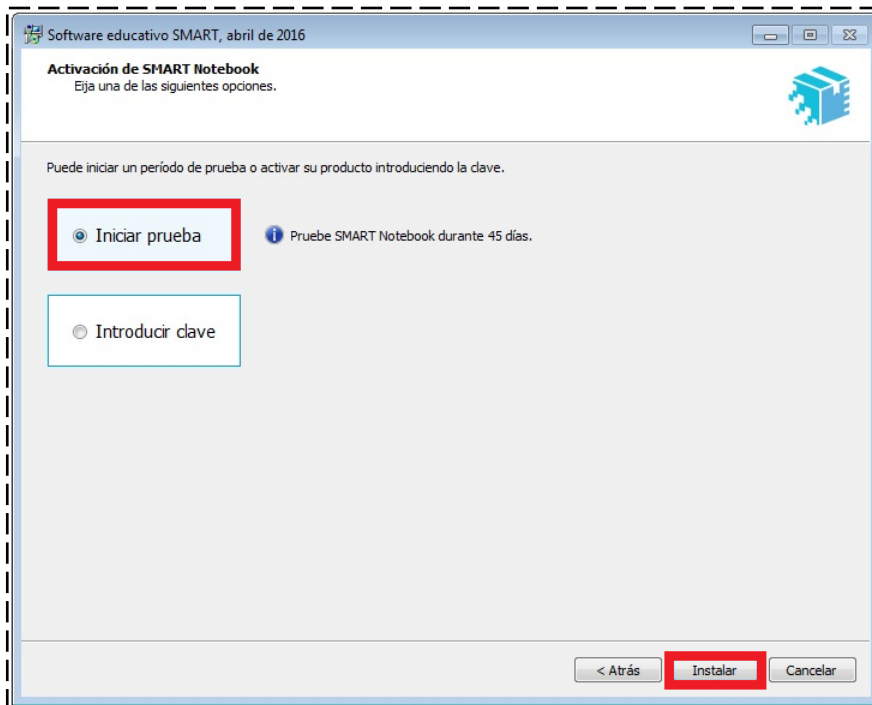 Software educativo SMART, abril de 2016
Activación de SMART Notebook
Eija una de las siguientes opciones.
Puede iniciar un período de prueba o activar su producto introduciendo la clave.
Iniciar prueba
Pruebe SMART Notebook durante 45 días.
Introducir clave
< Atrás
Instalar
Cancelar